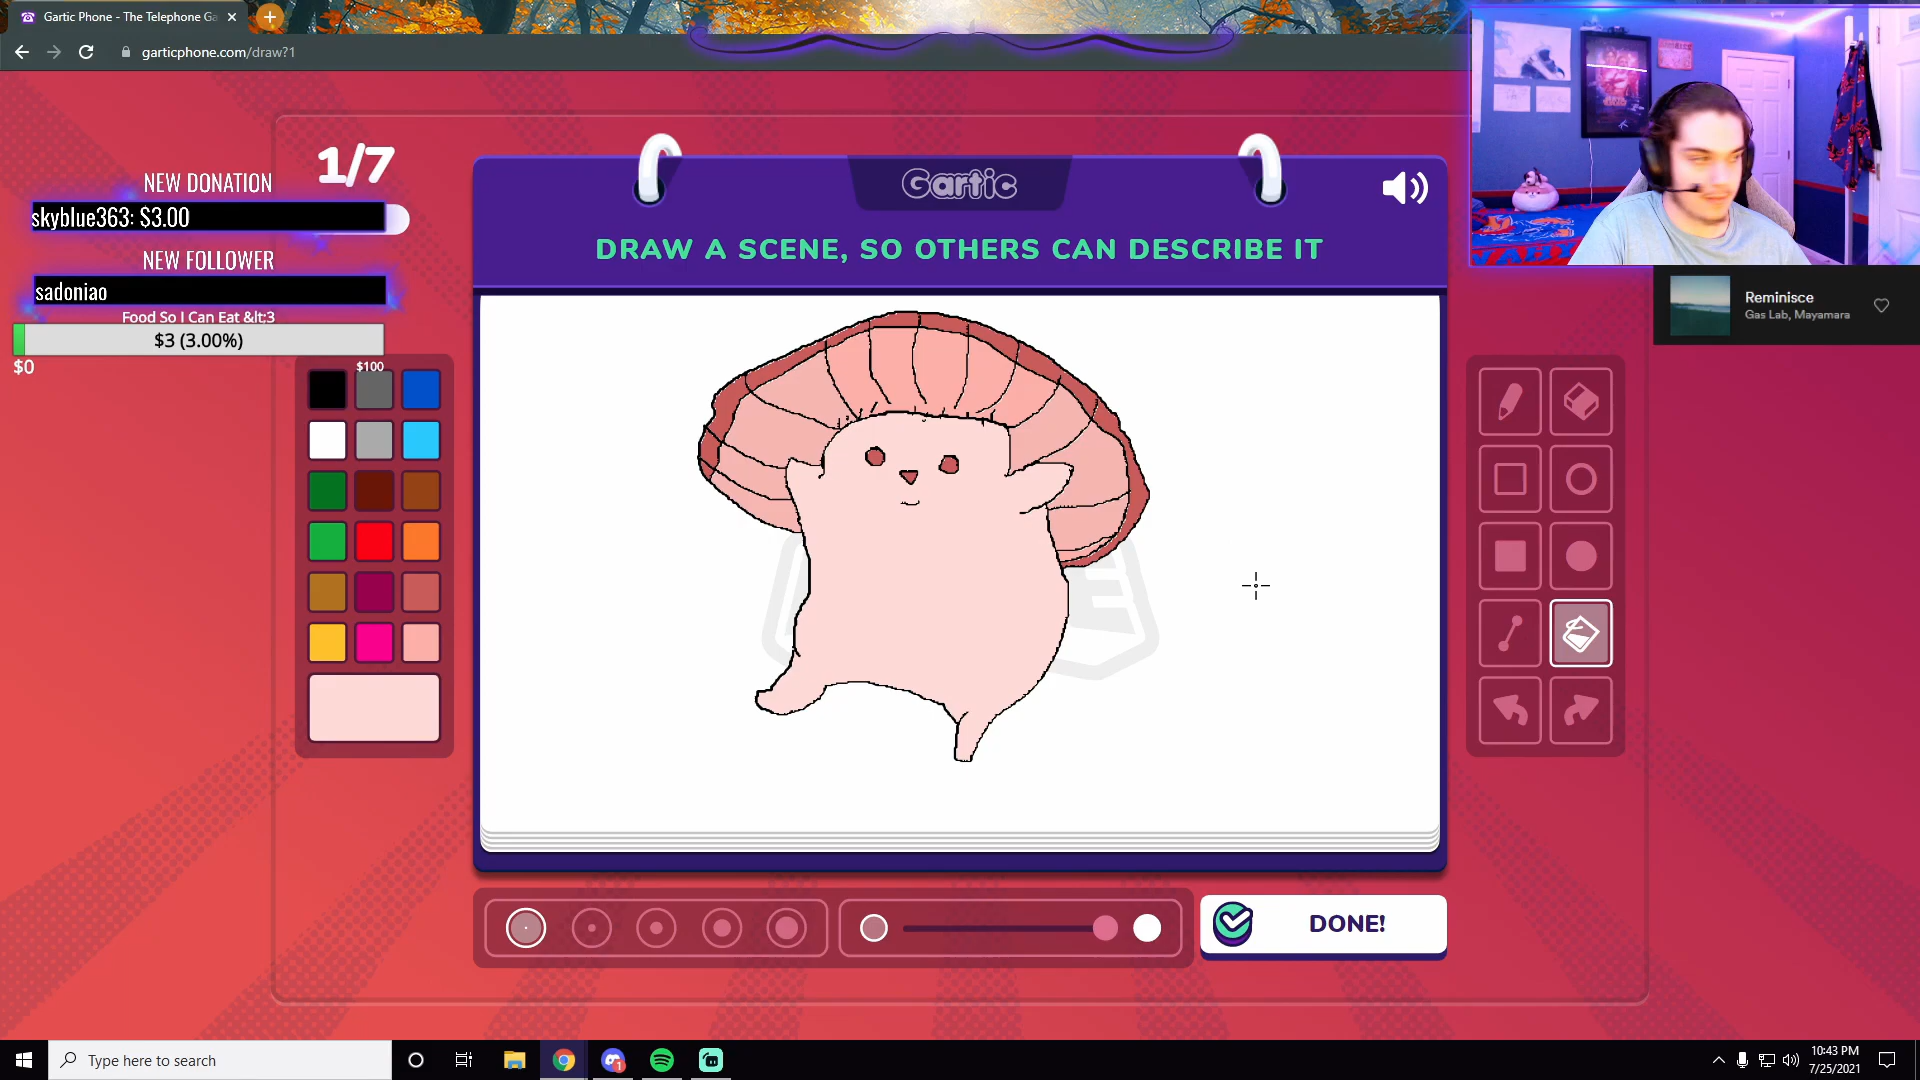 Gartic Phone - The Telephone Ga
garticphone.com/draw?1
1/7
NEW DONATION
skyblue363: $3.00
NEW FOLLOWER
sadoniao
Food So I Can Eat &lt;3
$3 (3.00%)
$0
$100
Gartic
DRAW A SCENE, SO OTHERS CAN DESCRIBE IT
Reminisce
Gas Lab, Mayamara
DONE!
Type here to search
1
10:43 PM
7/25/2021